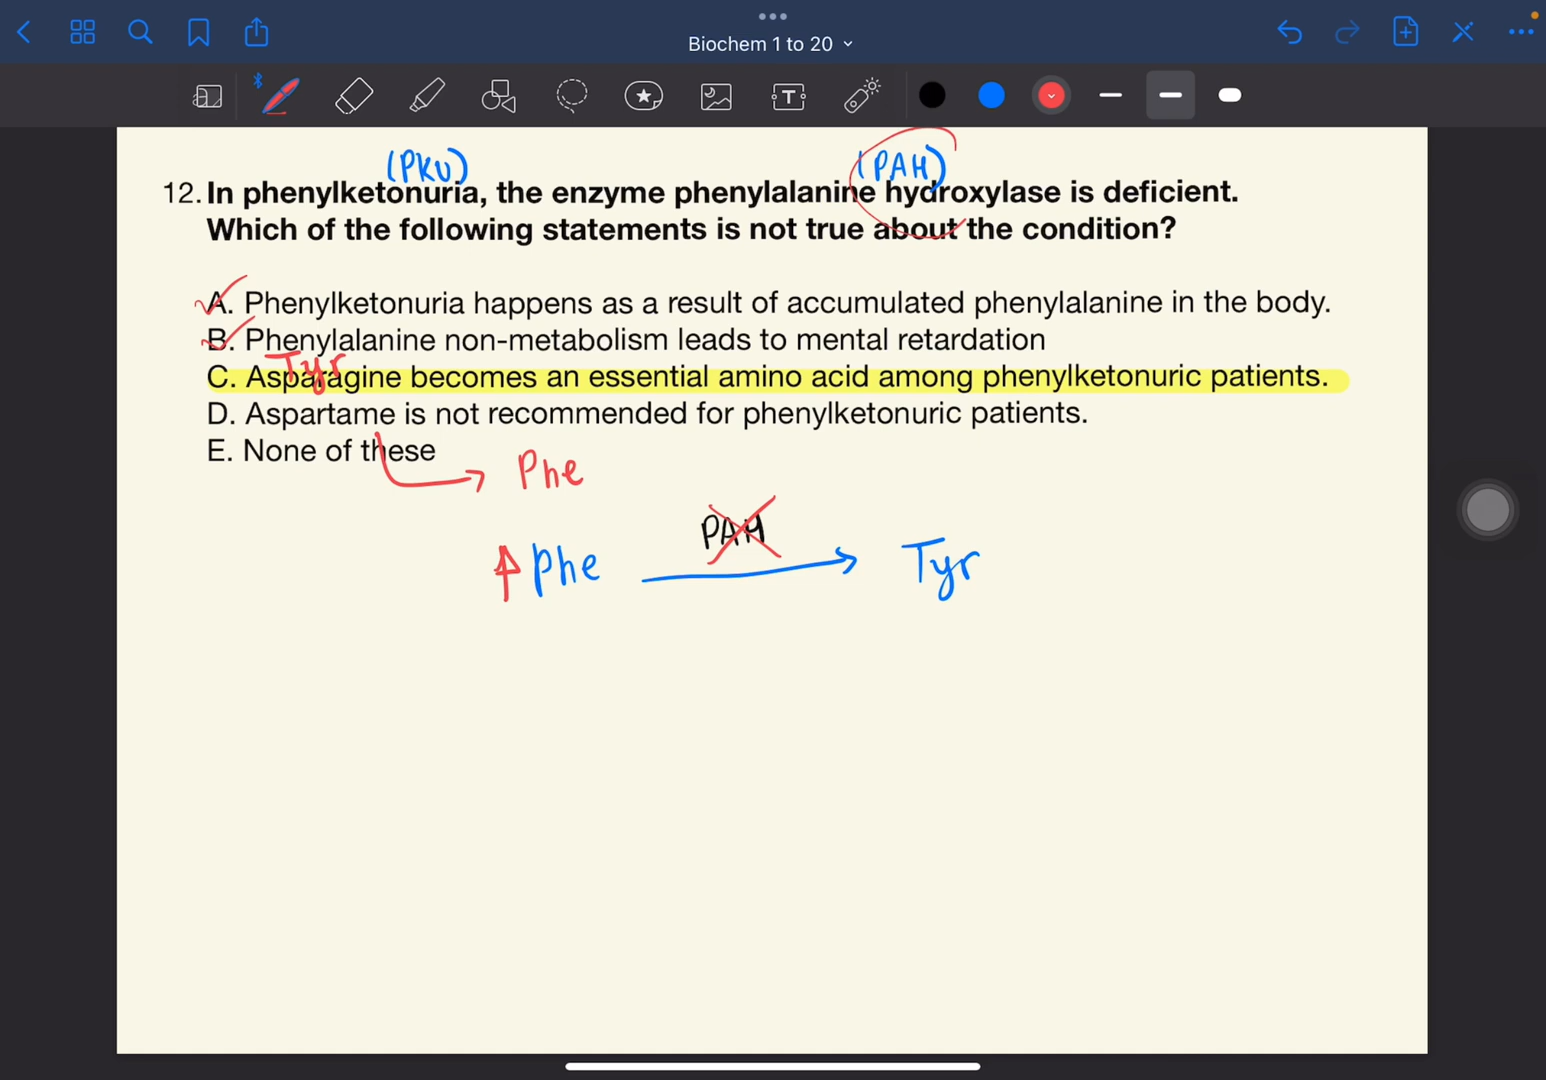 Biochem 1 to 20
(PKU) (PAH)
12. In phenylketonuria, the enzyme phenylalanine hydroxylase is deficient.
Which of the following statements is not true about the condition?
A. Phenylketonuria happens as a result of accumulated phenylalanine in the body.
B. Phenylalanine non-metabolism leads to mental retardation
Tyr
C. Asparagine becomes an essential amino acid among phenylketonuric patients.
D. Aspartame is not recommended for phenylketonuric patients.
E. None of these
Phe
PAH
↑ Phe → Tyr